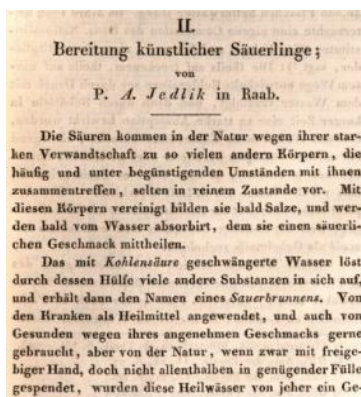 II.
Bereitung künstlicher Säuerlinge;
von
P. A. Jedlik in Raab.
Die Säuren kommen in der Natur wegen ihrer star-
ken Verwandtschaft zu so vielen andern Körpern, die
häufig und unter begünstigenden Umständen mit ihnen
zusammentreffen, selten in reinem Zustande vor. Mit
diesen Körpern vereinigt bilden sie bald Salze, und wer-
den bald vom Wasser absorbirt, dem sie einen säuerli-
chen Geschmack mittheilen.
Das mit Kohlensäure geschwängerte Wasser löst
durch dessen Hülfe viele andere Substanzen in sich auf,
und erhält dann den Namen eines Sauerbrunnens. Von
den Kranken als Heilmittel angewendet, und auch von
Gesunden wegen ihres angenehmen Geschmacks gerne
gebraucht, aber von der Natur, wenn zwar mit freige-
biger Hand, doch nicht allenthalben in genügender Fülle
gespendet, wurden diese Heilwässer von jeher ein Ge-